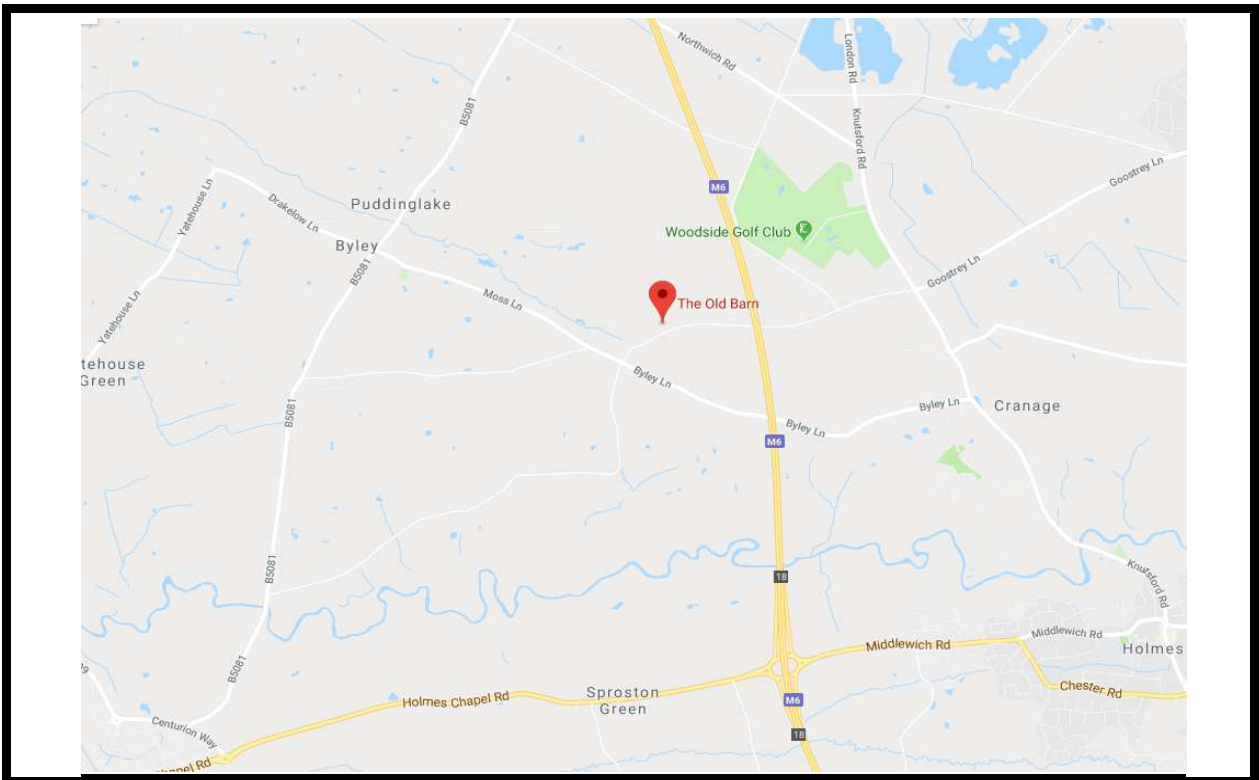 Northwich Rd
London Rd
B5081
Knutsford Rd
Goostrey Ln
M6
Yatehouse Ln
Drakelow Ln
Puddinglake
Woodside Golf Club
Byley
B5081
Goostrey Ln
Moss Ln
The Old Barn
Yatehouse Ln
tehouse
Green
Byley Ln
B5081
Byley Ln
Cranage
Byley Ln
M6
B5081
18
Knutsford Rd
Middlewich Rd
Middlewich Rd
Holmes
B5081
Chester Rd
Sproston
Green
Holmes Chapel Rd
M6
Centurion Way
18
apel Rd